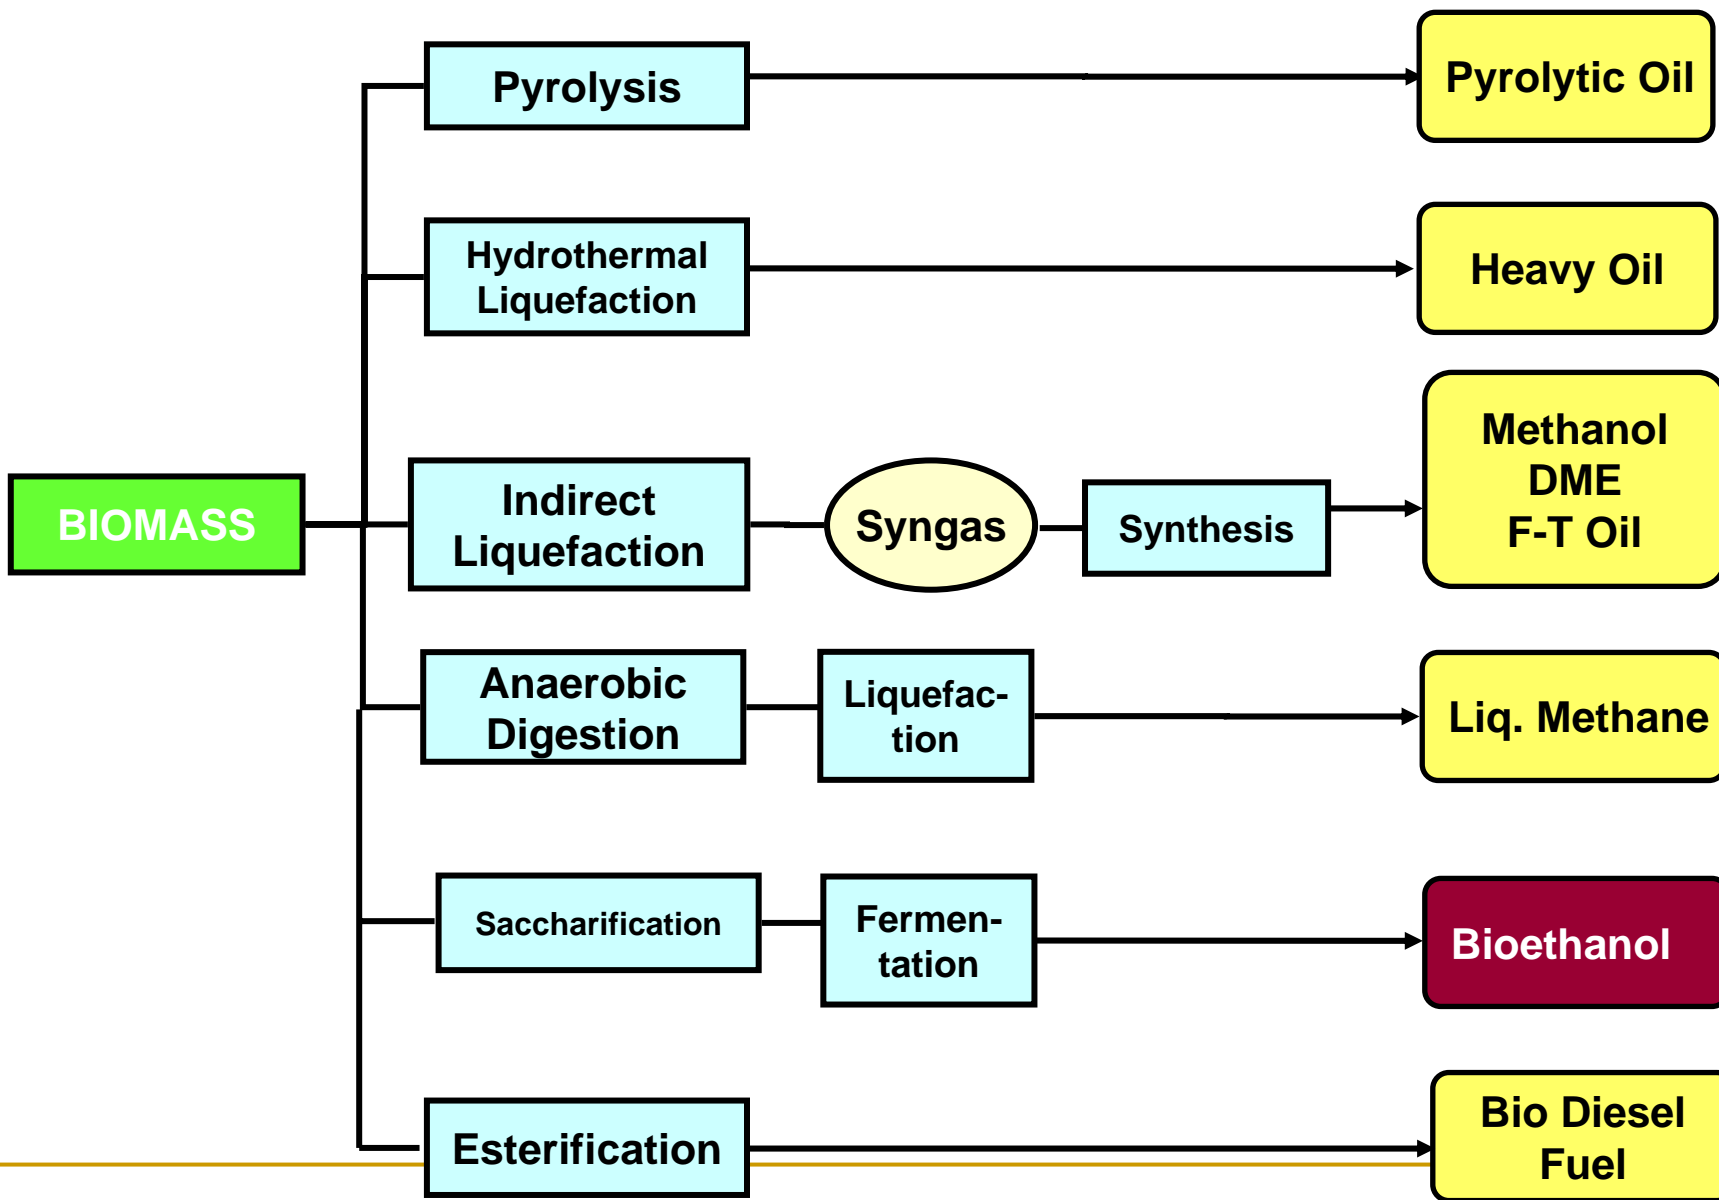 Pyrolysis
Pyrolytic Oil
Hydrothermal
Liquefaction
Heavy Oil
BIOMASS
Indirect
Liquefaction
Syngas
Synthesis
Methanol
DME
F-T Oil
Anaerobic
Digestion
Liquefac-
tion
Liq. Methane
Saccharification
Fermen-
tation
Bioethanol
Esterification
Bio Diesel
Fuel